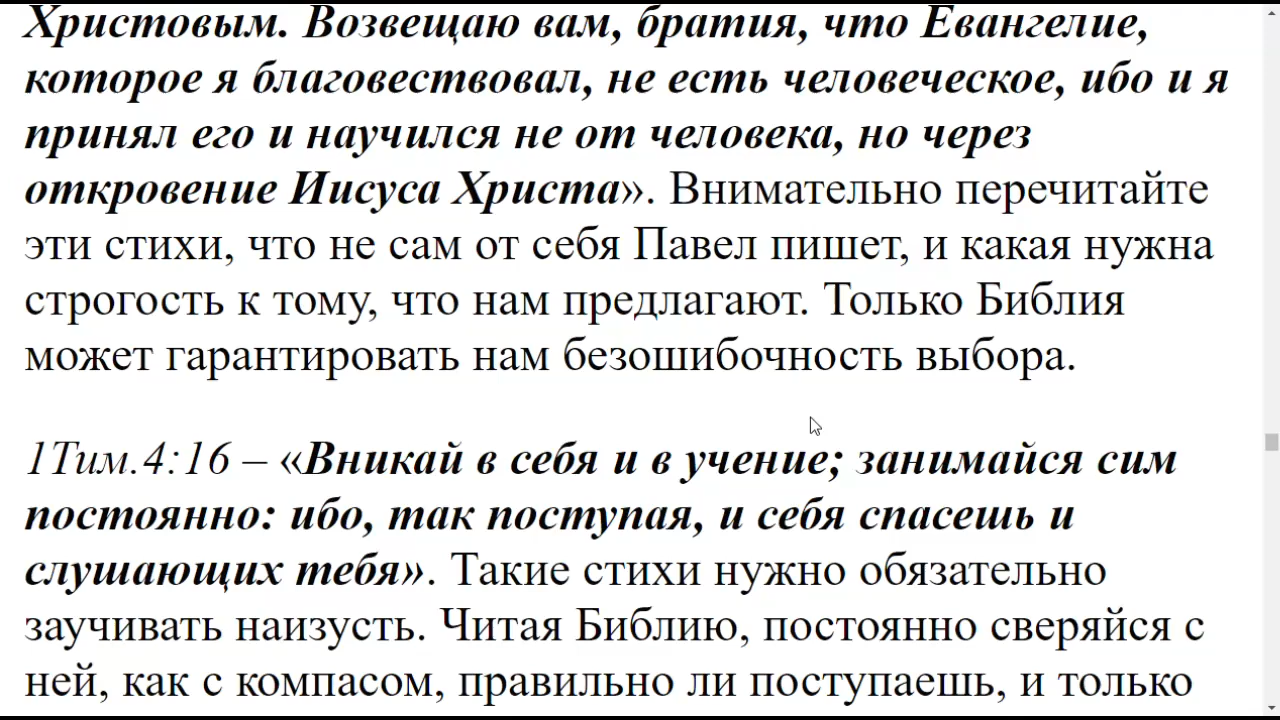 Христовым. Возвещаю вам, братия, что Евангелие,
которое я благовествовал, не есть человеческое, ибо и я
принял его и научился не от человека, но через
откровение Иисуса Христа». Внимательно перечитайте
эти стихи, что не сам от себя Павел пишет, и какая нужна
строгость к тому, что нам предлагают. Только Библия
может гарантировать нам безошибочность выбора.
1Тим.4:16 – «Вникай в себя и в учение; занимайся сим
постоянно: ибо, так поступая, и себя спасешь и
слушающих тебя». Такие стихи нужно обязательно
заучивать наизусть. Читая Библию, постоянно сверяйся с
ней, как с компасом, правильно ли поступаешь, и только